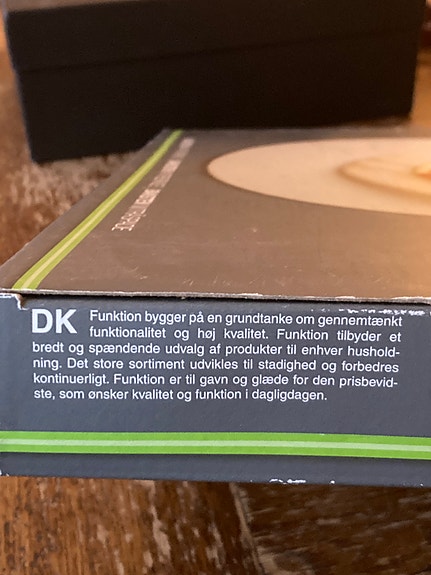 DK Funktion bygger på en grundtanke om gennemtænkt
funktionalitet og høj kvalitet. Funktion tilbyder et
bredt og spændende udvalg af produkter til enhver hushold-
ning. Det store sortiment udvikles til stadighed og forbedres
kontinuerligt. Funktion er til gavn og glæde for den prisbevid-
ste, som ønsker kvalitet og funktion i dagligdagen.